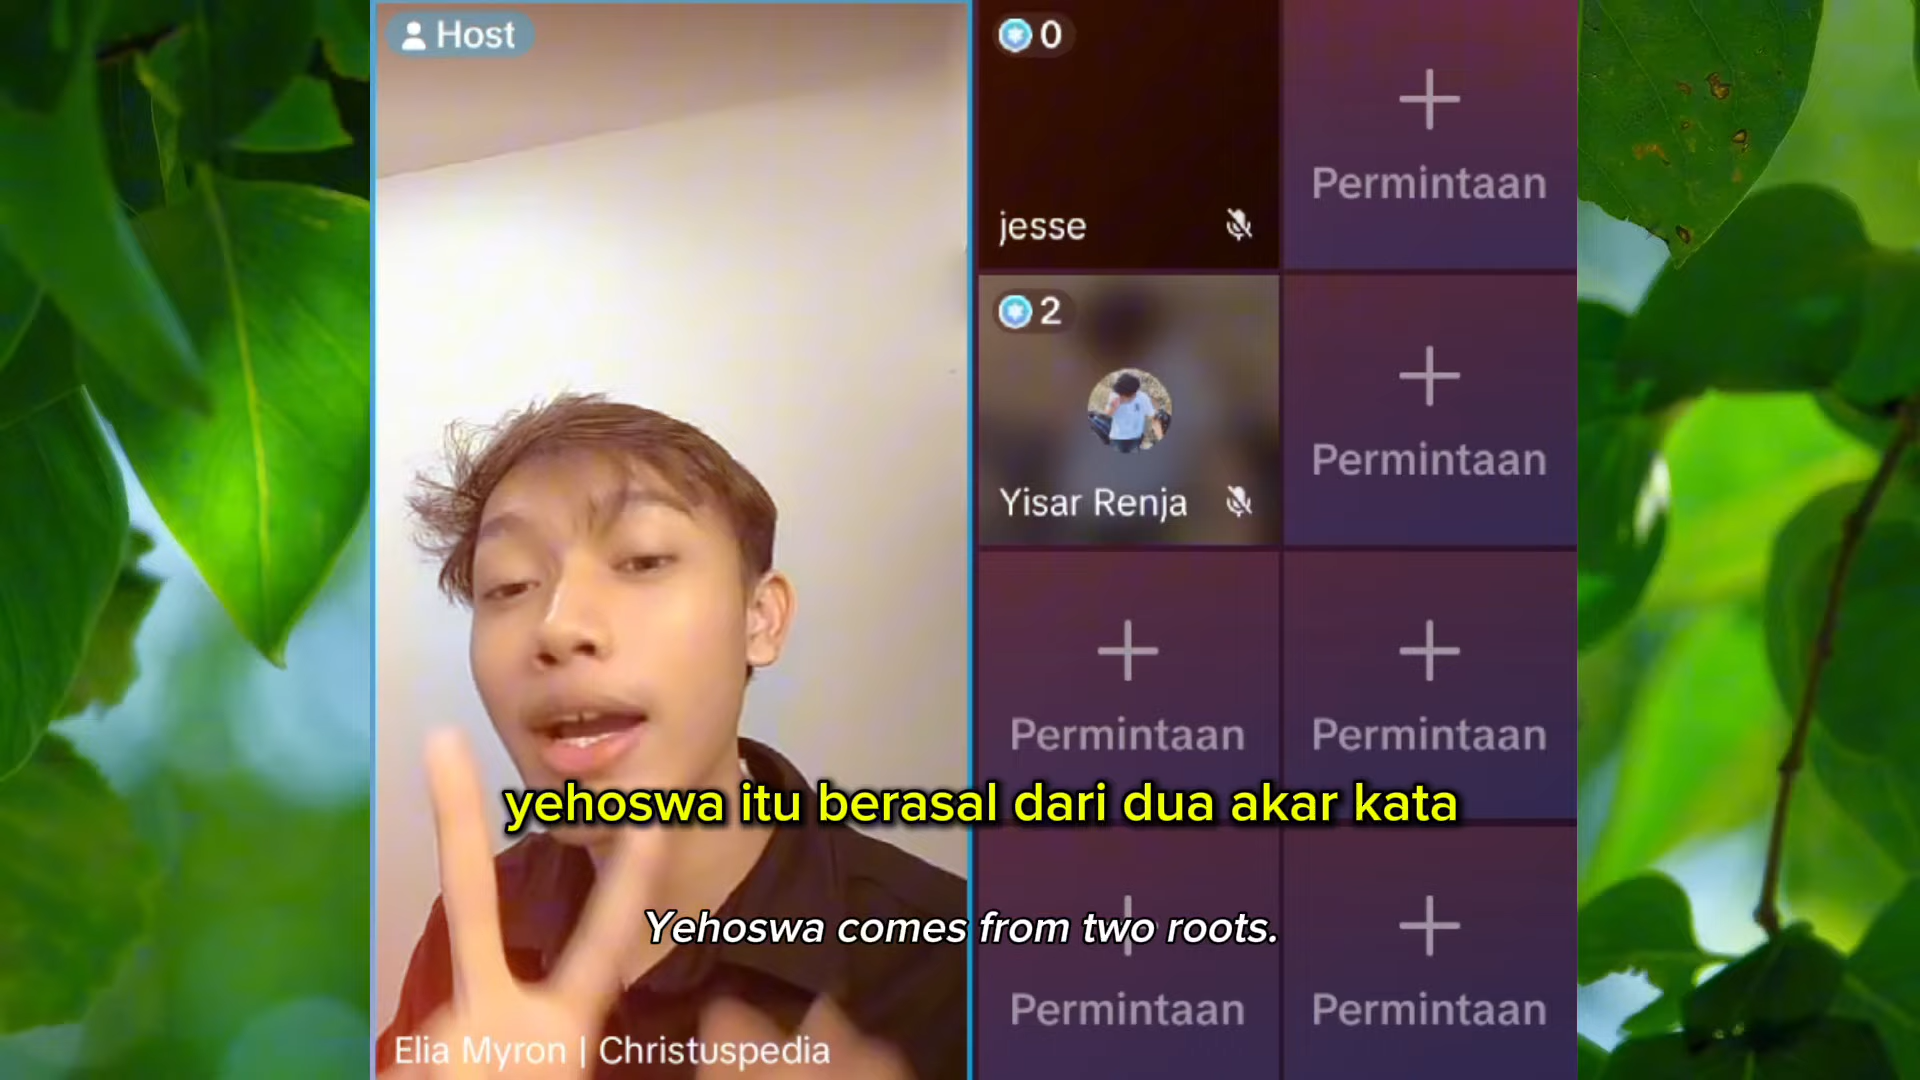 Host
0
jesse
Permintaan
2
Yisar Renja
Permintaan
Permintaan
Permintaan
yehoswa itu berasal dari dua akar kata
Yehoswa comes from two roots.
Permintaan
Permintaan
Elia Myron | Christuspedia